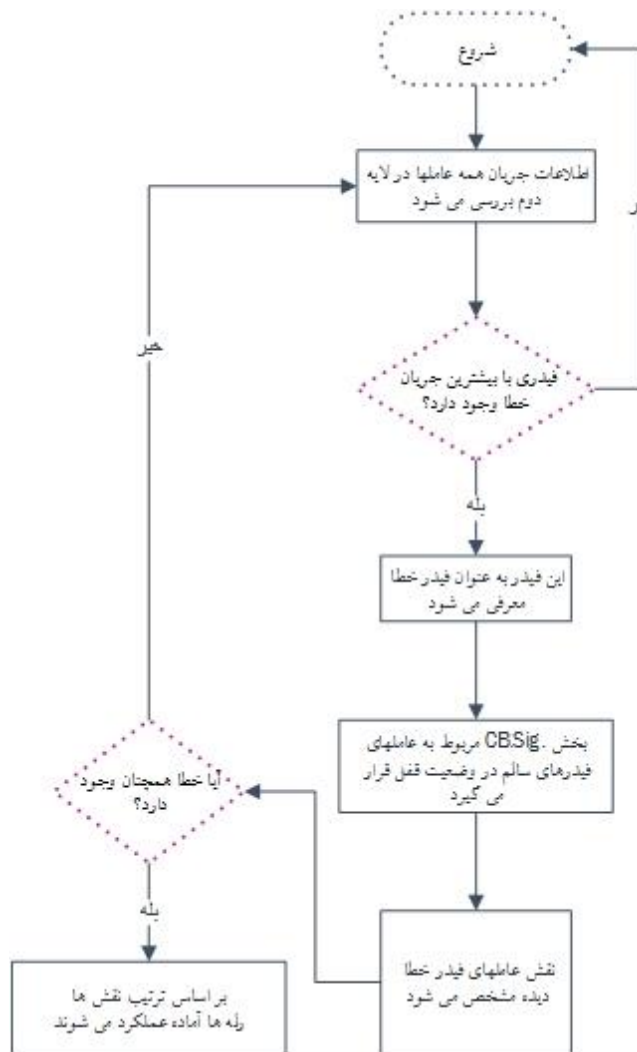 شروع
اطلاعات جریان همه عاملها در لایه
دوم بررسی می شود
فیدری با بیشترین جریان
خطا وجود دارد؟
بله
این فیدر به عنوان فیدر خطا
معرفی می شود
بخش .CB.Sig مربوط به عاملهای
فیدرهای سالم در وضعیت قفل قرار
می گیرد
نقش عاملهای فیدر خطا
دیده مشخص می شود
آیا خطا همچنان وجود
دارد؟
خیر
بله
بر اساس ترتیب نقش ها
رله ها آماده عملکرد می شوند